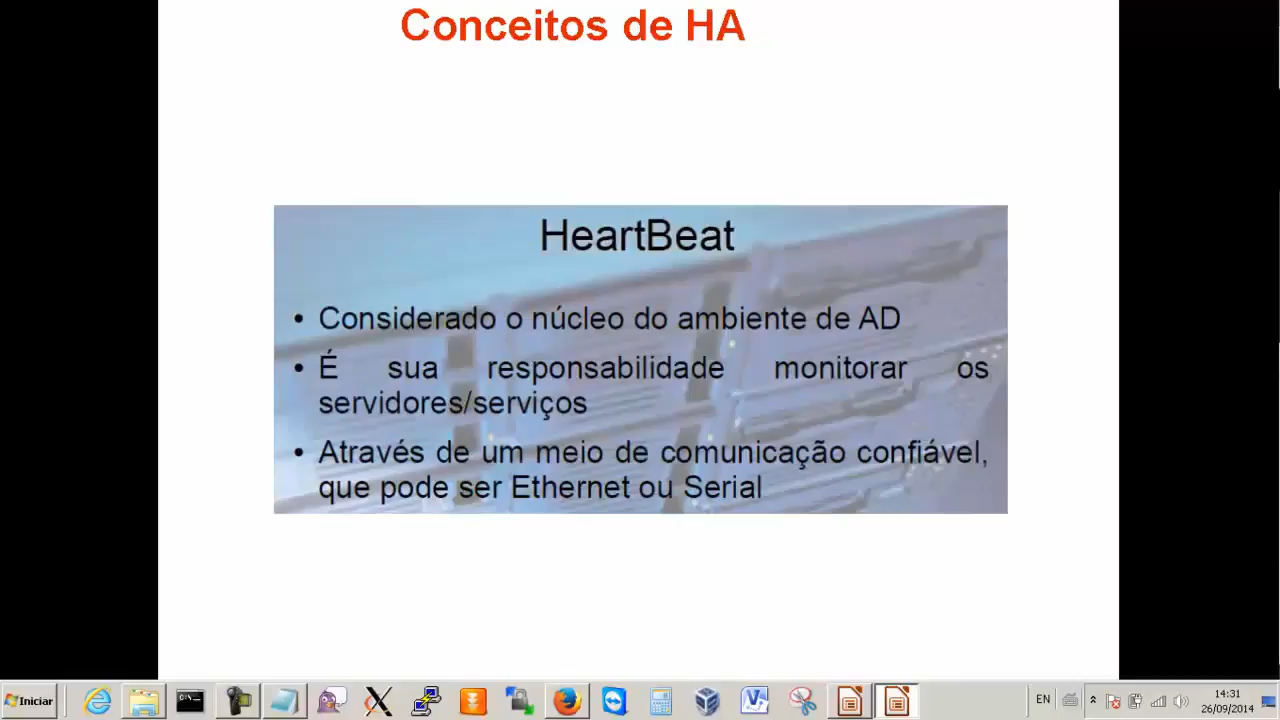 Conceitos de HA
HeartBeat
• Considerado o núcleo do ambiente de AD
• É sua responsabilidade monitorar os
servidores/serviços
• Através de um meio de comunicação confiável,
que pode ser Ethernet ou Serial
Iniciar
EN
14:31
26/09/2014